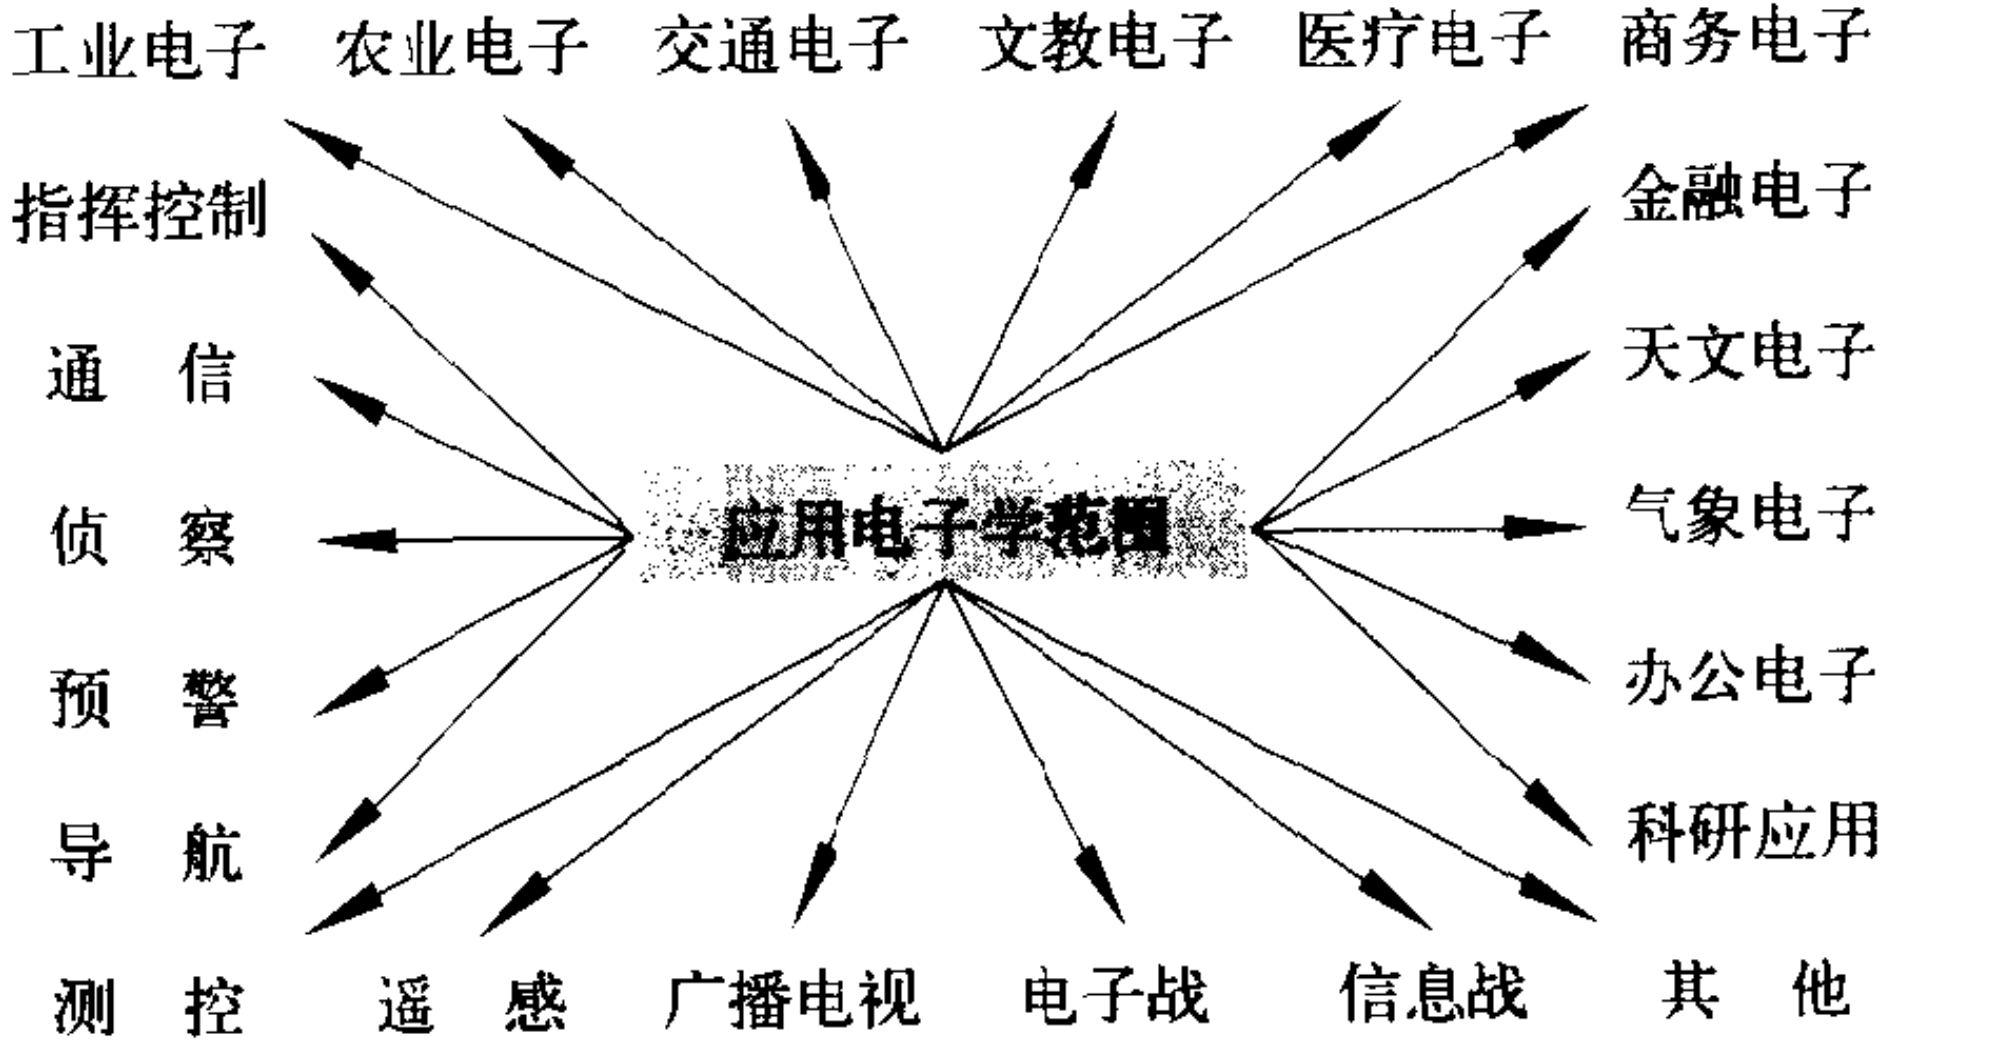 工业电子 农业电子 交通电子 文教电子 医疗电子 商务电子
指挥控制 金融电子
通信 天文电子
侦察 应用电子学范围 气象电子
预警 办公电子
导航 科研应用
测控 遥感 广播电视 电子战 信息战 其他